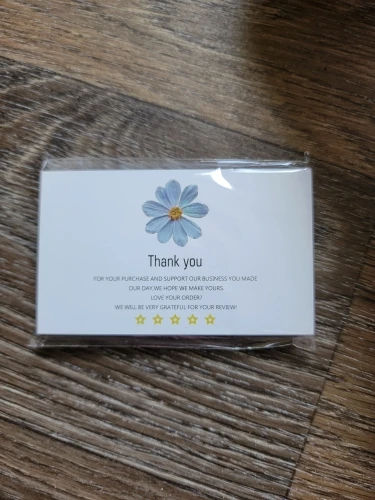 Thank you
FOR YOUR PURCHASE AND SUPPORT OUR BUSINESS YOU MADE
OUR DAY.WE HOPE WE MAKE YOURS.
LOVE YOUR ORDER?
WE WILL BE VERY GRATEFUL FOR YOUR REVIEW!